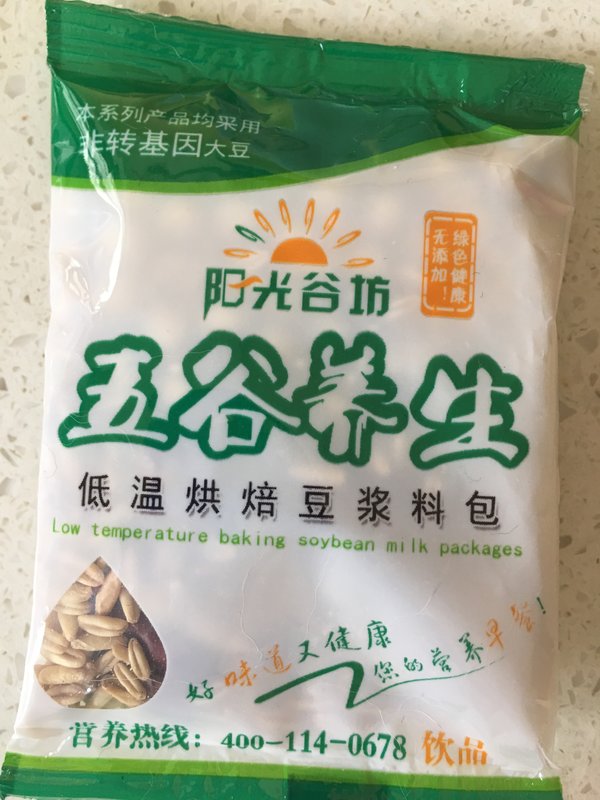 本系列产品均采用
非转基因大豆
绿色健康
无添加！
阳光谷坊
五谷养生
低温烘焙豆浆料包
Low temperature baking soybean milk packages
好味道又健康
您的营养早餐！
营养热线：400-114-0678 饮品